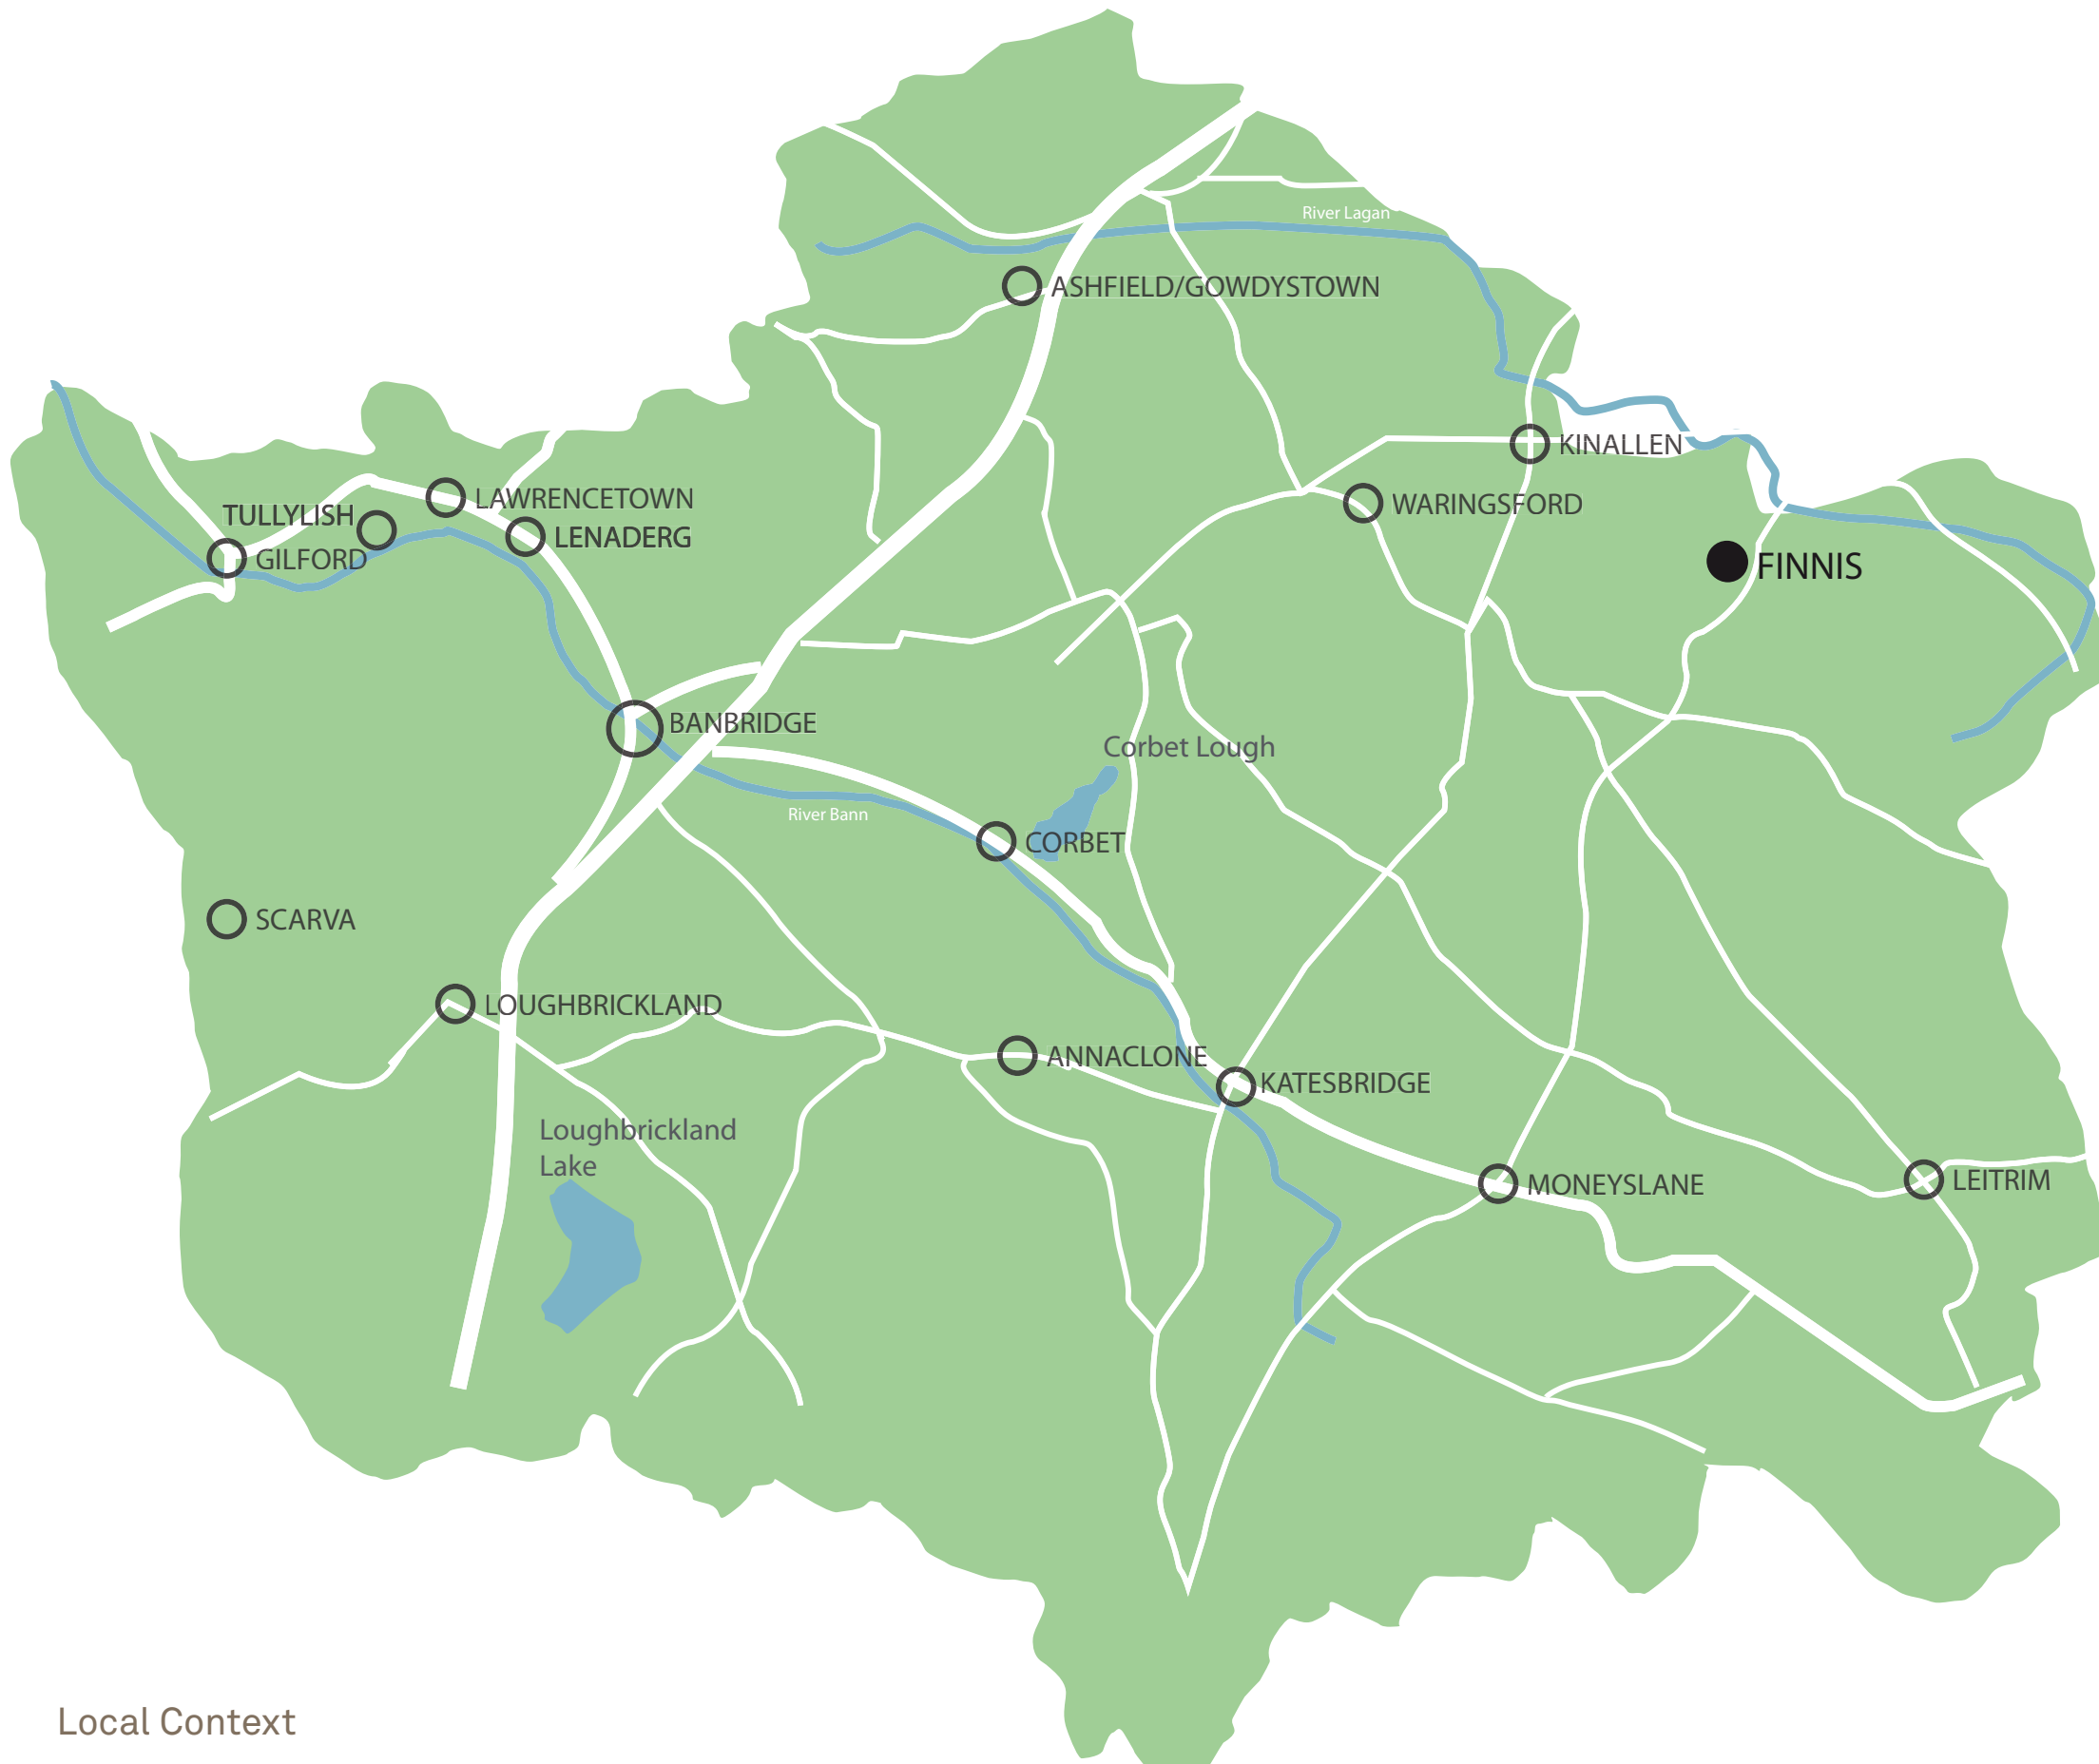 River Lagan
ASHFIELD/GOWDYSTOWN
KINALLEN
LAWRENCETOWN
WARINGSFORD
TULLYLISH
LENADERG
GILFORD
FINNIS
BANBRIDGE
Corbet Lough
River Bann
CORBET
SCARVA
LOUGHBRICKLAND
ANNACLONE
KATESBRIDGE
Loughbrickland
Lake
MONEYSLANE
LEITRIM
Local Context